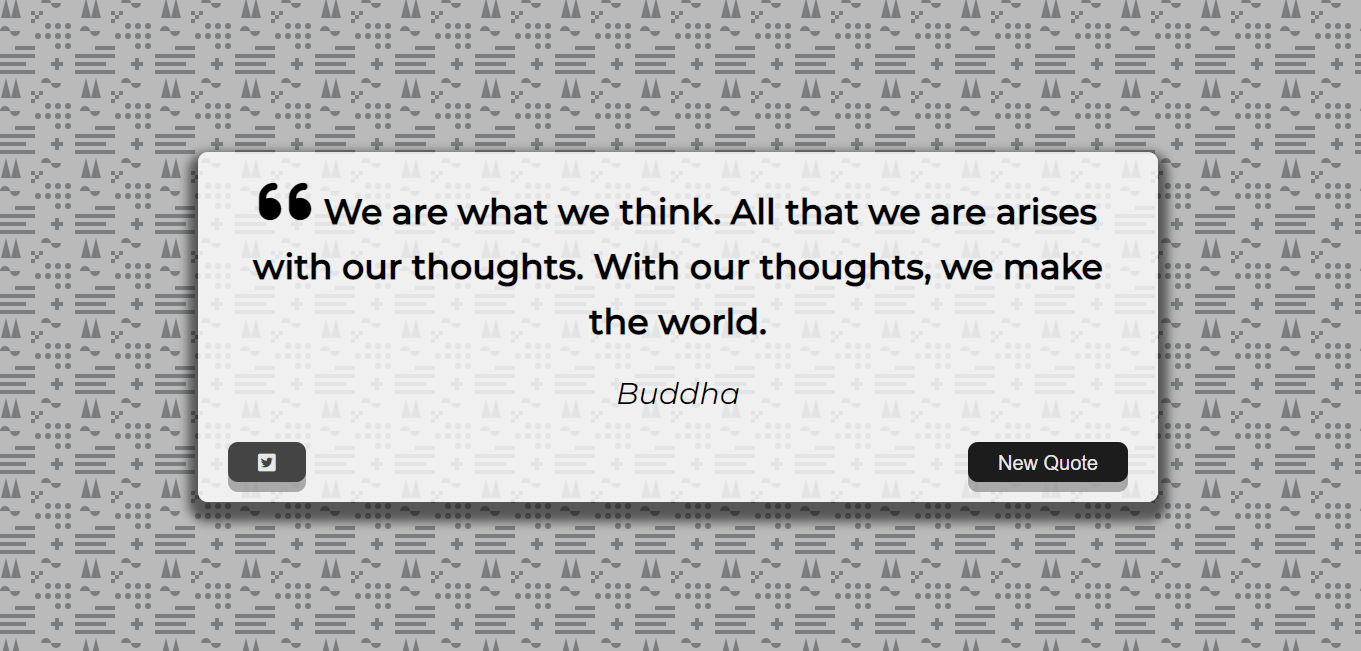 We are what we think. All that we are arises
with our thoughts. With our thoughts, we make
the world.
Buddha
New Quote